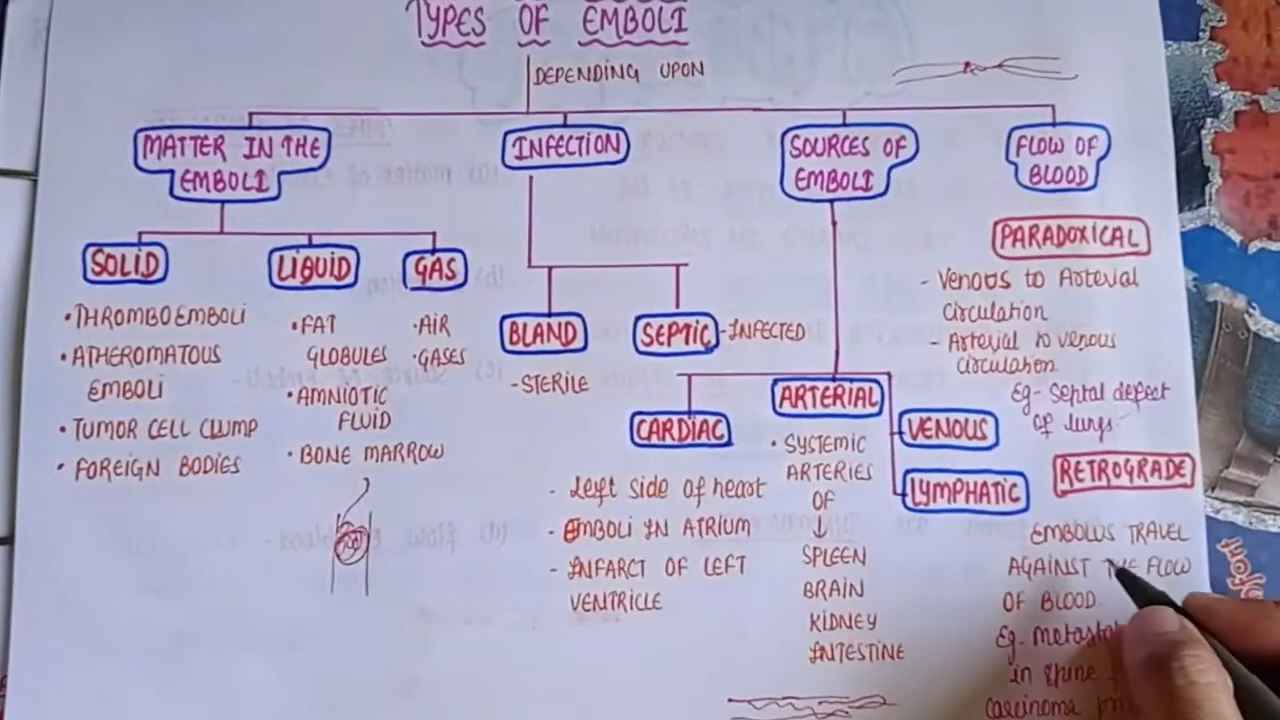 TYPES OF EMBOLI
DEPENDING UPON
MATTER IN THE
EMBOLI
SOLID
• THROMBOEMBOLI
• ATHEROMATOUS
EMBOLI
• TUMOR CELL CLUMP
• FOREIGN BODIES
LIQUID
• FAT
GLOBULES
• AMNIOTIC
FLUID
• BONE MARROW
GAS
• AIR
• GASES
INFECTION
BLAND
- STERILE
SEPTIC - INFECTED
SOURCES OF
EMBOLI
CARDIAC
- Left side of heart
- EMBOLI IN ATRIUM
- INFARCT OF LEFT
VENTRICLE
ARTERIAL
• SYSTEMIC
ARTERIES
OF
↓
SPLEEN
BRAIN
KIDNEY
INTESTINE
VENOUS
LYMPHATIC
FLOW OF
BLOOD
PARADOXICAL
- Venous to Arterial
circulation
- Arterial to venous
circulation
Eg- Septal defect
of lungs
RETROGRADE
EMBOLUS TRAVEL
AGAINST THE FLOW
OF BLOOD
Eg. metasta
in spine
carcinoma